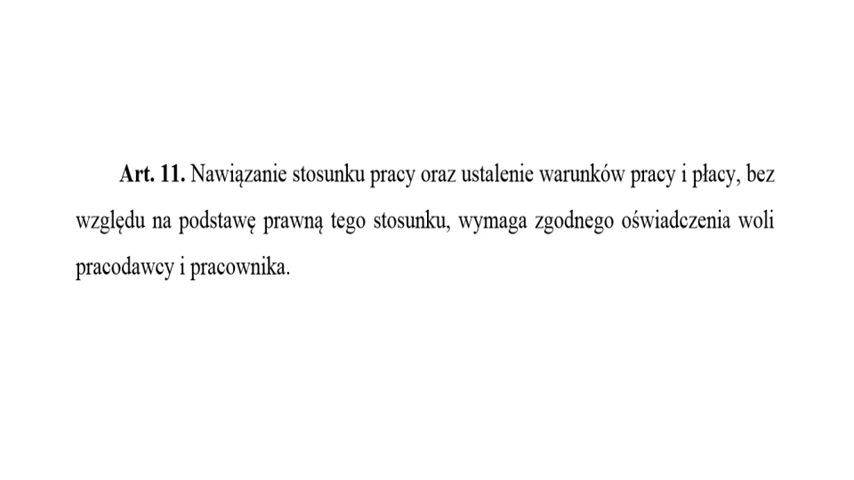 Art. 11. Nawiązanie stosunku pracy oraz ustalenie warunków pracy i płacy, bez
względu na podstawę prawną tego stosunku, wymaga zgodnego oświadczenia woli
pracodawcy i pracownika.